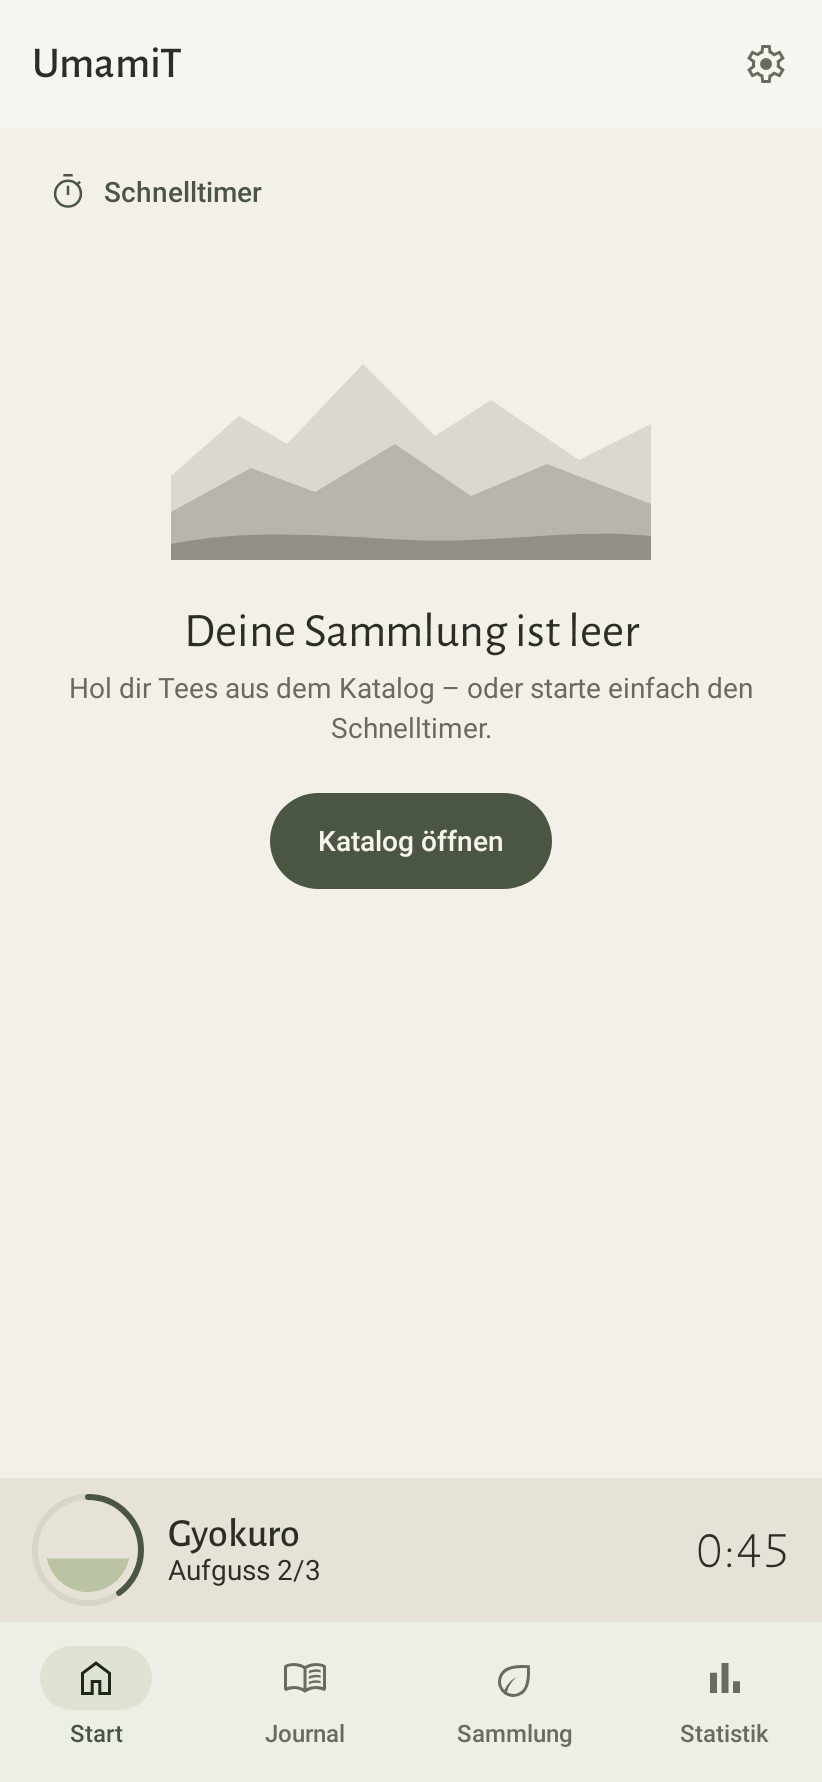 UmamiT
Schnelltimer
Deine Sammlung ist leer
Hol dir Tees aus dem Katalog – oder starte einfach den
Schnelltimer.
Katalog öffnen
Gyokuro
Aufguss 2/3
0:45
Start
Journal
Sammlung
Statistik